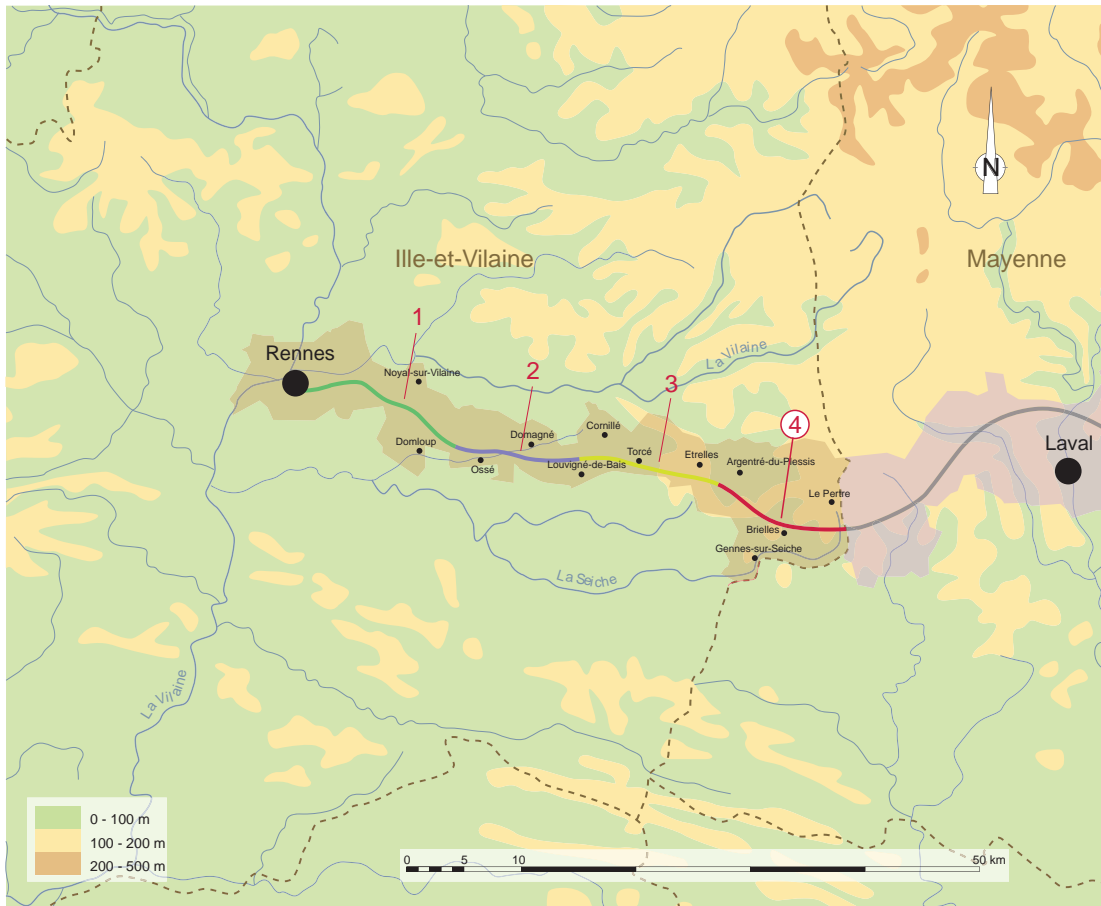 N
Ille-et-Vilaine
Mayenne
1
La Vilaine
Rennes
2
Noyal-sur-Vilaine
3
4
Cornillé
Domagné
Domloup
Laval
Torcé
Etrelles
Ossé
Louvigné-de-Bais
Argentré-du-Plessis
Le Pertre
Brielles
Gennes-sur-Seiche
La Seiche
La Vilaine
0 - 100 m
100 - 200 m
200 - 500 m
0 5 10 50 km